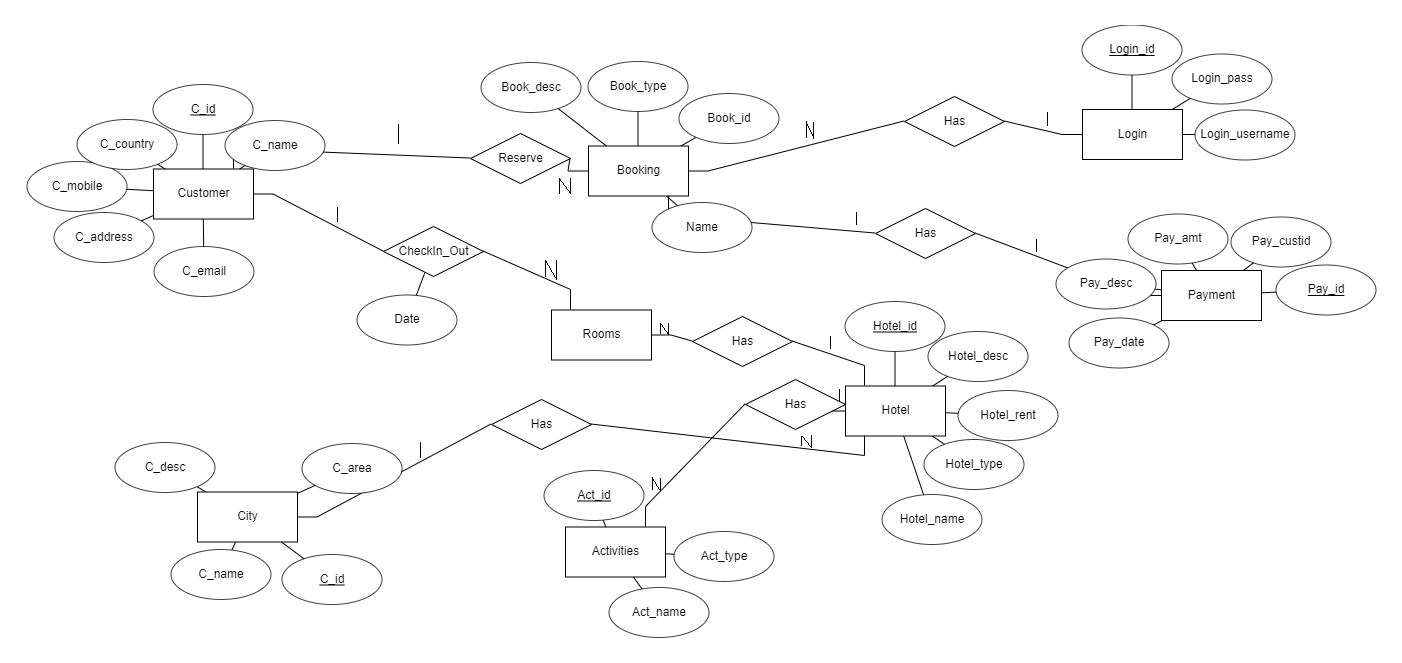 Login_id
Login_pass
Login_username
Login
Has
N
I
Book_desc
Book_type
Book_id
Booking
Name
Reserve
I
N
C_id
C_name
C_country
C_mobile
C_address
C_email
Customer
I
CheckIn_Out
N
Date
I
Has
I
Pay_amt
Pay_custid
Pay_desc
Payment
Pay_id
Pay_date
Rooms
N
Has
I
Hotel_id
Hotel_desc
Hotel_rent
Hotel_type
Hotel_name
Hotel
Has
I
N
Has
I
N
C_desc
C_area
City
C_name
C_id
Act_id
Activities
Act_type
Act_name